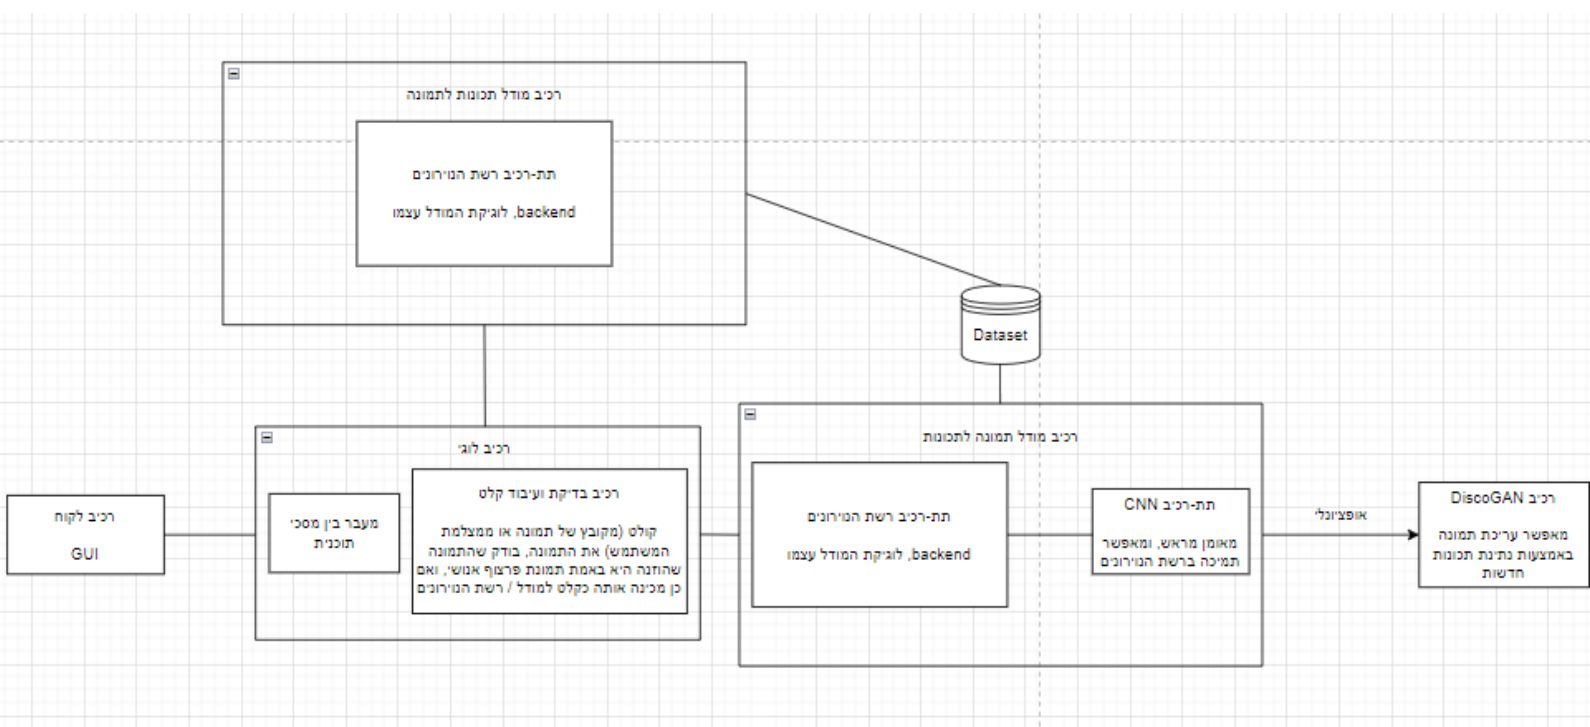 רכיב מודל תכונות לתמונה
תת-רכיב רשת הנוירונים
backend, לוגיקת המודל עצמו
Dataset
רכיב לוגי
מעבר בין מסכי
תוכנית
רכיב בדיקת ועיבוד קלט
קולט (מקובץ של תמונה או ממצלמת
המשתמש) את התמונה, בודק שהתמונה
שהוזנה היא באמת תמונת פרצוף אנושי, ואם
כן מכינה אותה כקלט למודל / רשת הנוירונים
רכיב לקוח
GUI
רכיב מודל תמונה לתכונות
תת-רכיב רשת הנוירונים
backend, לוגיקת המודל עצמו
תת-רכיב CNN
מאומן מראש, ומאפשר
תמיכה ברשת הנוירונים
אופציונלי
רכיב DiscoGAN
מאפשר עריכת תמונה
באמצעות נתינת תכונות
חדשות